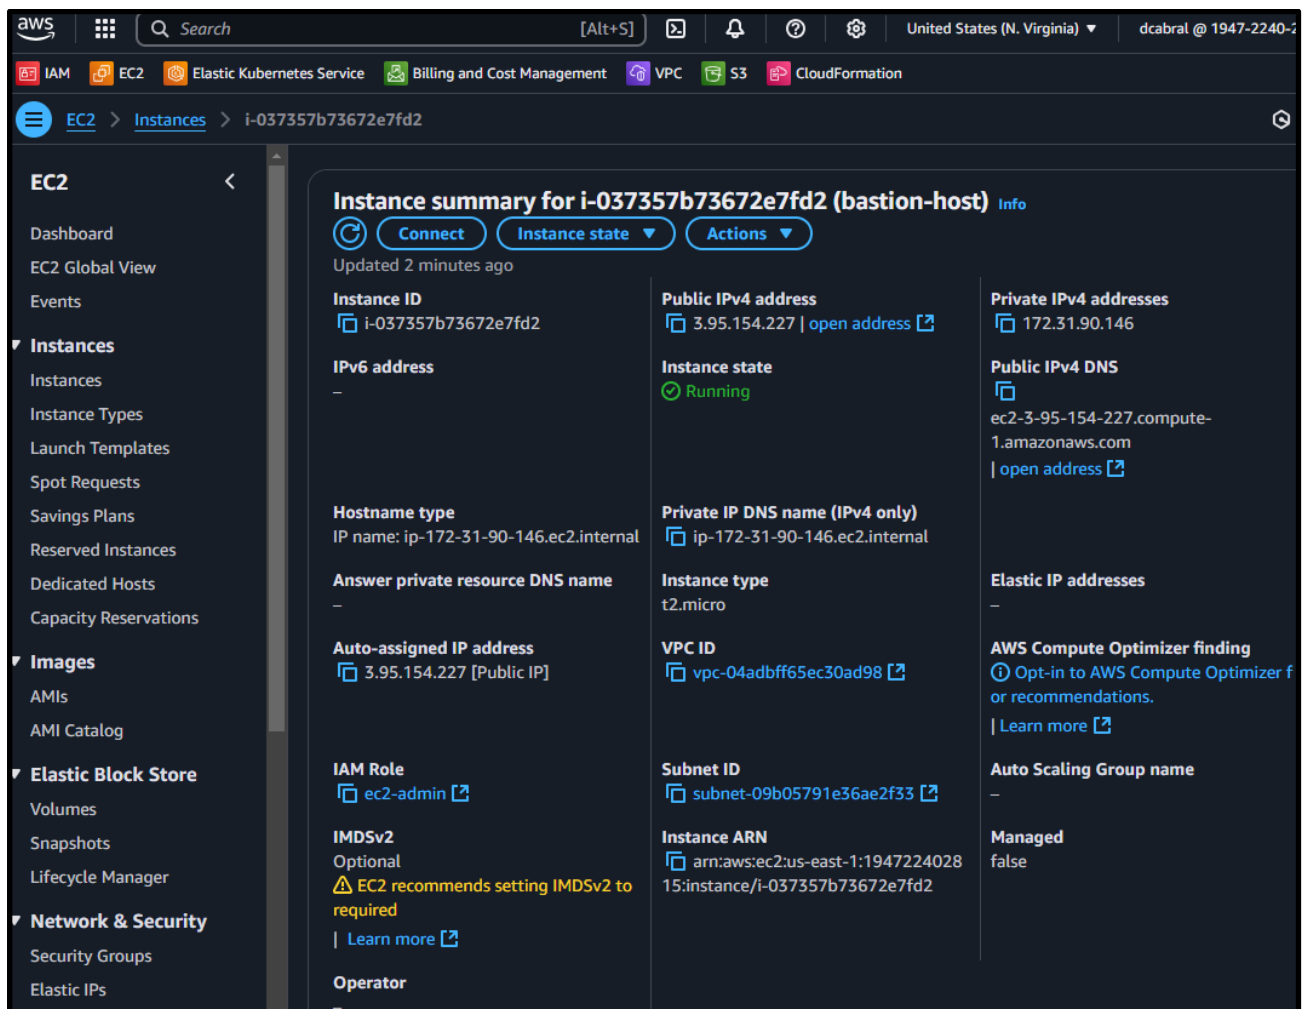 aws
Search [Alt+S] United States (N. Virginia) dcabral @ 1947-2240-2
IAM EC2 Elastic Kubernetes Service Billing and Cost Management VPC S3 CloudFormation
EC2 > Instances > i-037357b73672e7fd2
EC2
Dashboard
EC2 Global View
Events
Instances
Instances
Instance Types
Launch Templates
Spot Requests
Savings Plans
Reserved Instances
Dedicated Hosts
Capacity Reservations
Images
AMIs
AMI Catalog
Elastic Block Store
Volumes
Snapshots
Lifecycle Manager
Network & Security
Security Groups
Elastic IPs
Instance summary for i-037357b73672e7fd2 (bastion-host) Info
Connect Instance state Actions
Updated 2 minutes ago
Instance ID
i-037357b73672e7fd2
Public IPv4 address
3.95.154.227 | open address
Private IPv4 addresses
172.31.90.146
IPv6 address
–
Instance state
Running
Public IPv4 DNS
ec2-3-95-154-227.compute-
1.amazonaws.com
| open address
Hostname type
IP name: ip-172-31-90-146.ec2.internal
Private IP DNS name (IPv4 only)
ip-172-31-90-146.ec2.internal
Answer private resource DNS name
–
Instance type
t2.micro
Elastic IP addresses
–
Auto-assigned IP address
3.95.154.227 [Public IP]
VPC ID
vpc-04adbff65ec30ad98
AWS Compute Optimizer finding
Opt-in to AWS Compute Optimizer f
or recommendations.
| Learn more
IAM Role
ec2-admin
Subnet ID
subnet-09b05791e36ae2f33
Auto Scaling Group name
–
IMDSv2
Optional
EC2 recommends setting IMDSv2 to
required
| Learn more
Instance ARN
arn:aws:ec2:us-east-1:1947224028
15:instance/i-037357b73672e7fd2
Managed
false
Operator
–